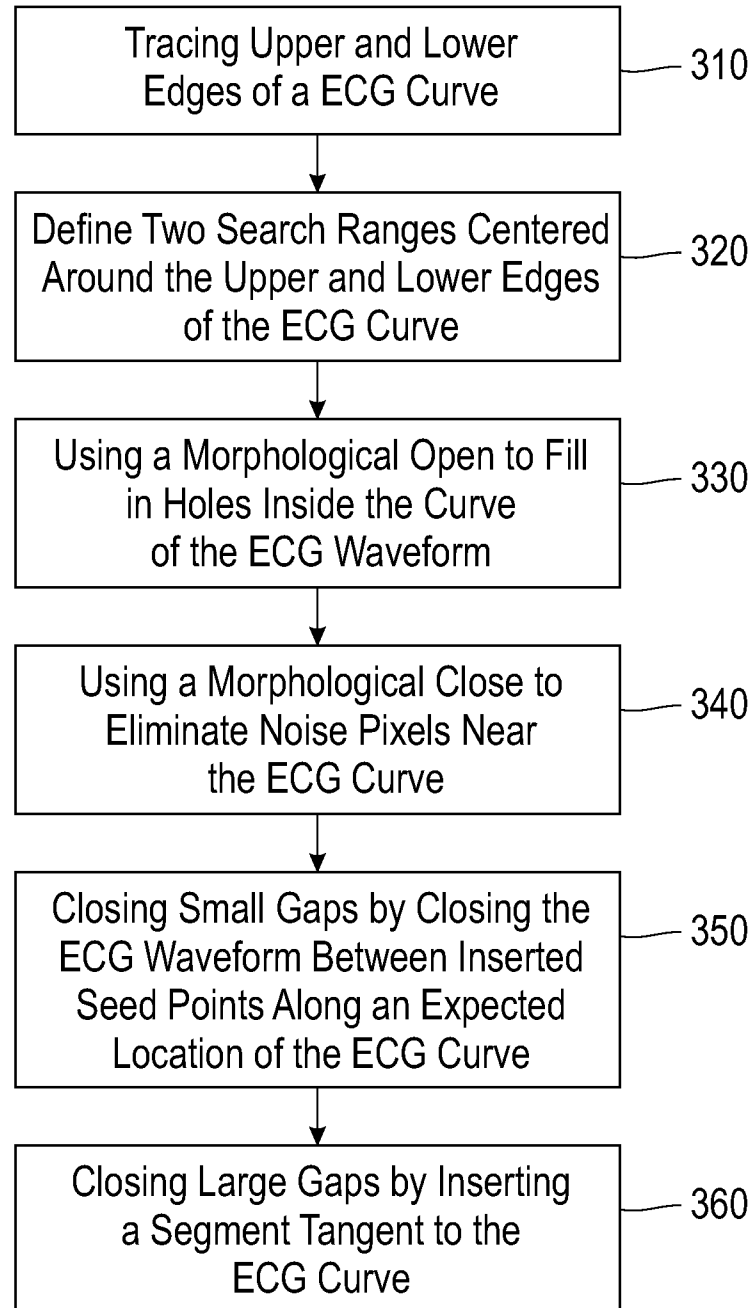 Tracing Upper and Lower
Edges of a ECG Curve
310
Define Two Search Ranges Centered
Around the Upper and Lower Edges
of the ECG Curve
320
Using a Morphological Open to Fill
in Holes Inside the Curve
of the ECG Waveform
330
Using a Morphological Close to
Eliminate Noise Pixels Near
the ECG Curve
340
Closing Small Gaps by Closing the
ECG Waveform Between Inserted
Seed Points Along an Expected
Location of the ECG Curve
350
Closing Large Gaps by Inserting
a Segment Tangent to the
ECG Curve
360